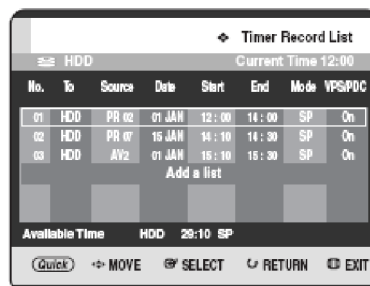 Timer Record List
HDD Current Time 12:00
No. To Source Date Start End Mode VPS/PDC
01 HDD PR 02 01 JAN 12:00 14:00 SP On
02 HDD PR 07 15 JAN 14:10 14:30 SP On
03 HDD AV2 01 JAN 15:10 15:30 SP On
Add a list
Available Time HDD 29:10 SP
Quick MOVE SELECT RETURN EXIT